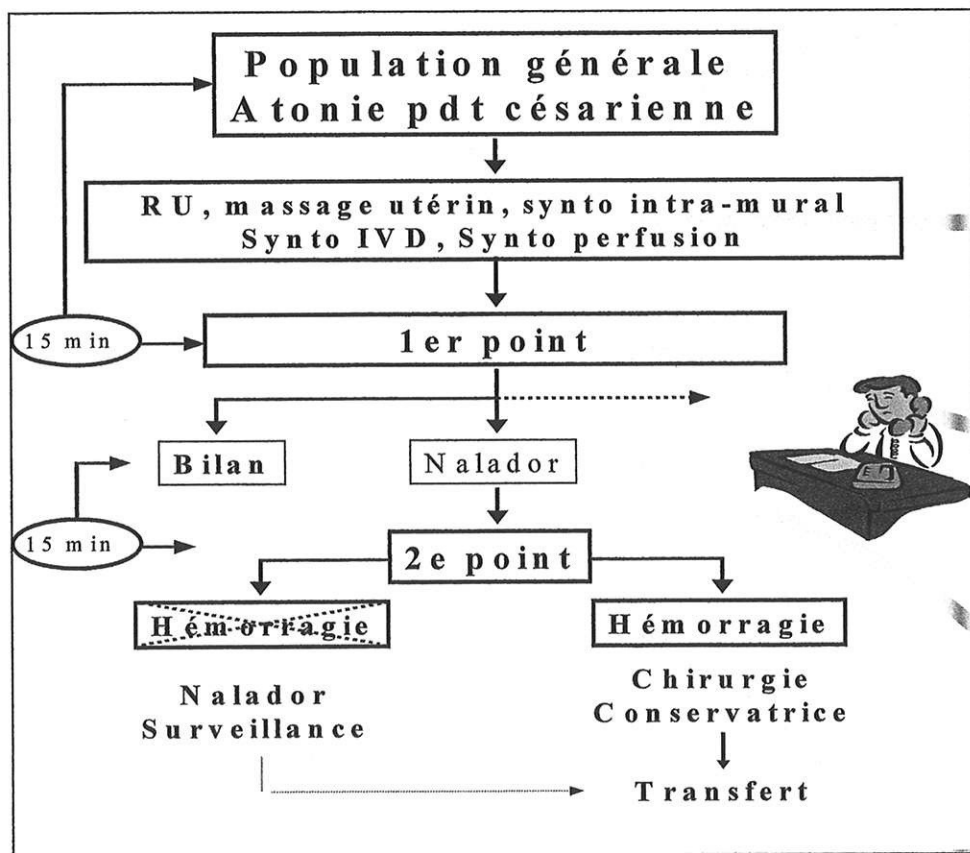 Population générale
Atonie pdt césarienne
RU, massage utérin, synto intra-mural
Synto IVD, Synto perfusion
15 min
1er point
Bilan
Nalador
15 min
2e point
Hémorragie
Hémorragie
Nalador
Surveillance
Chirurgie
Conservatrice
Transfert